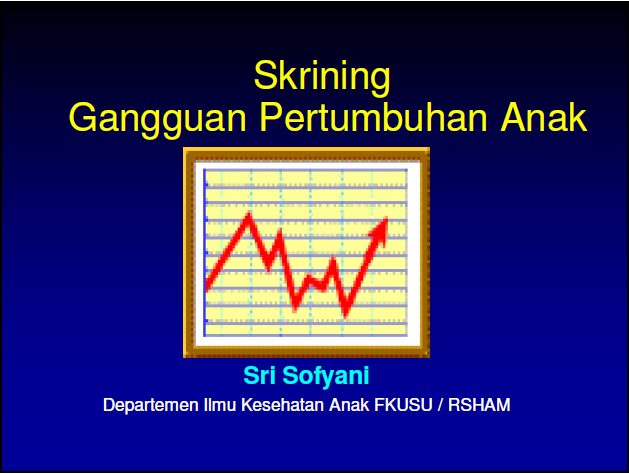 Skrining
Gangguan Pertumbuhan Anak
Sri Sofyani
Departemen Ilmu Kesehatan Anak FKUSU / RSHAM